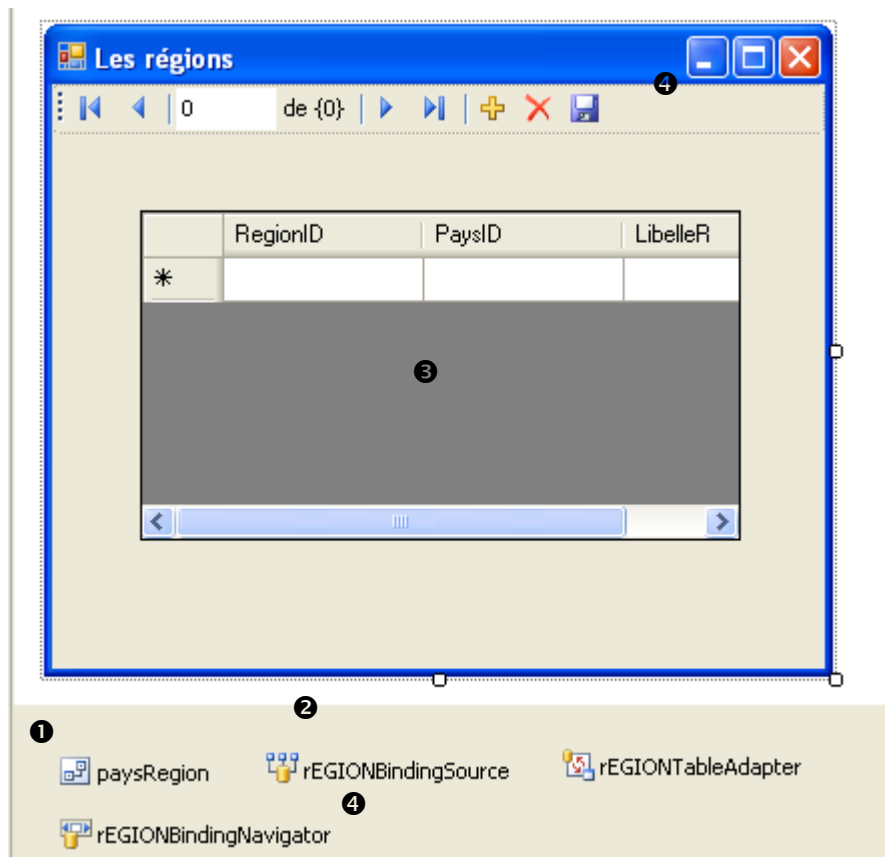 Les régions
❹
0 de {0}
RegionID PaysID LibelleR
*
❸
❷
❶
paysRegion rEGIONBindingSource rEGIONTableAdapter
❹
rEGIONBindingNavigator